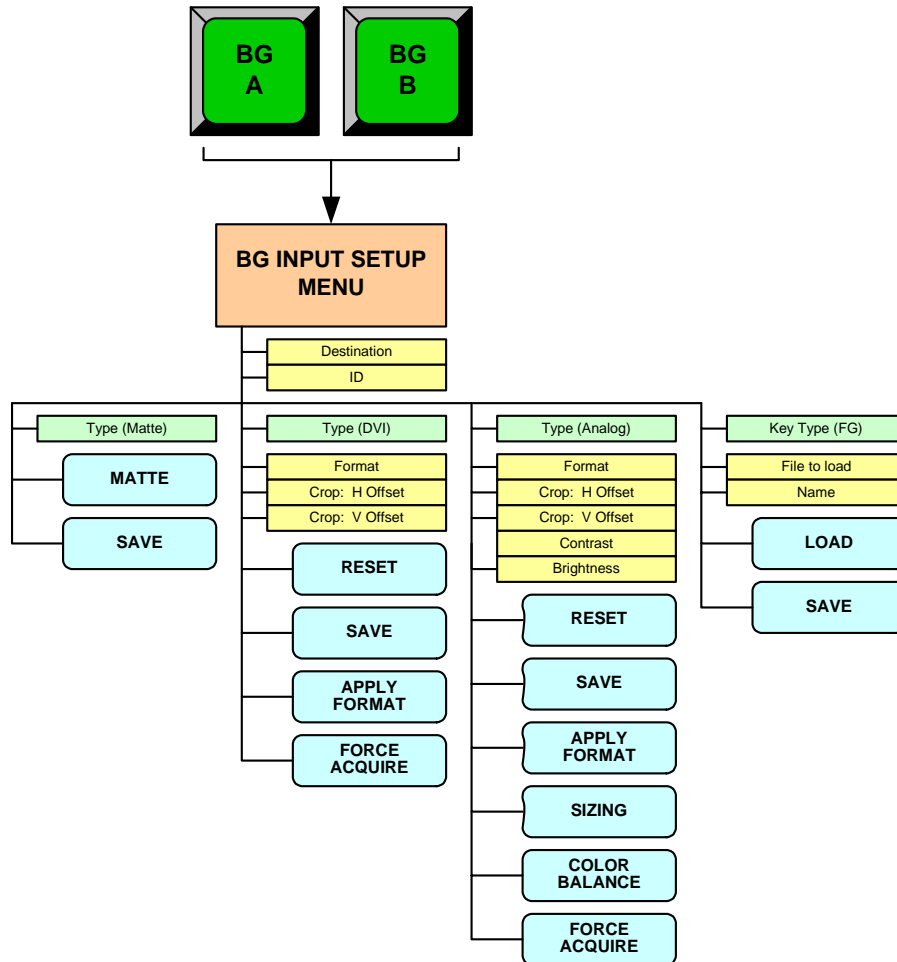 BG
A
BG
B
BG INPUT SETUP
MENU
Destination
ID
Type (Matte)
MATTE
SAVE
Type (DVI)
Format
Crop:  H Offset
Crop:  V Offset
RESET
SAVE
APPLY
FORMAT
FORCE
ACQUIRE
Type (Analog)
Format
Crop:  H Offset
Crop:  V Offset
Contrast
Brightness
RESET
SAVE
APPLY
FORMAT
SIZING
COLOR
BALANCE
FORCE
ACQUIRE
Key Type (FG)
File to load
Name
LOAD
SAVE